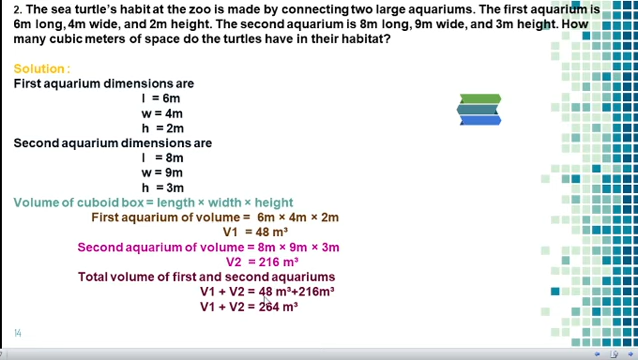 2. The sea turtle's habit at the zoo is made by connecting two large aquariums. The first aquarium is
6m long, 4m wide, and 2m height. The second aquarium is 8m long, 9m wide, and 3m height. How
many cubic meters of space do the turtles have in their habitat?
Solution :
First aquarium dimensions are
l = 6m
w = 4m
h = 2m
Second aquarium dimensions are
l = 8m
w = 9m
h = 3m
Volume of cuboid box = length × width × height
First aquarium of volume = 6m × 4m × 2m
V1 = 48 m³
Second aquarium of volume = 8m × 9m × 3m
V2 = 216 m³
Total volume of first and second aquariums
V1 + V2 = 48 m³+216m³
V1 + V2 = 264 m³
14